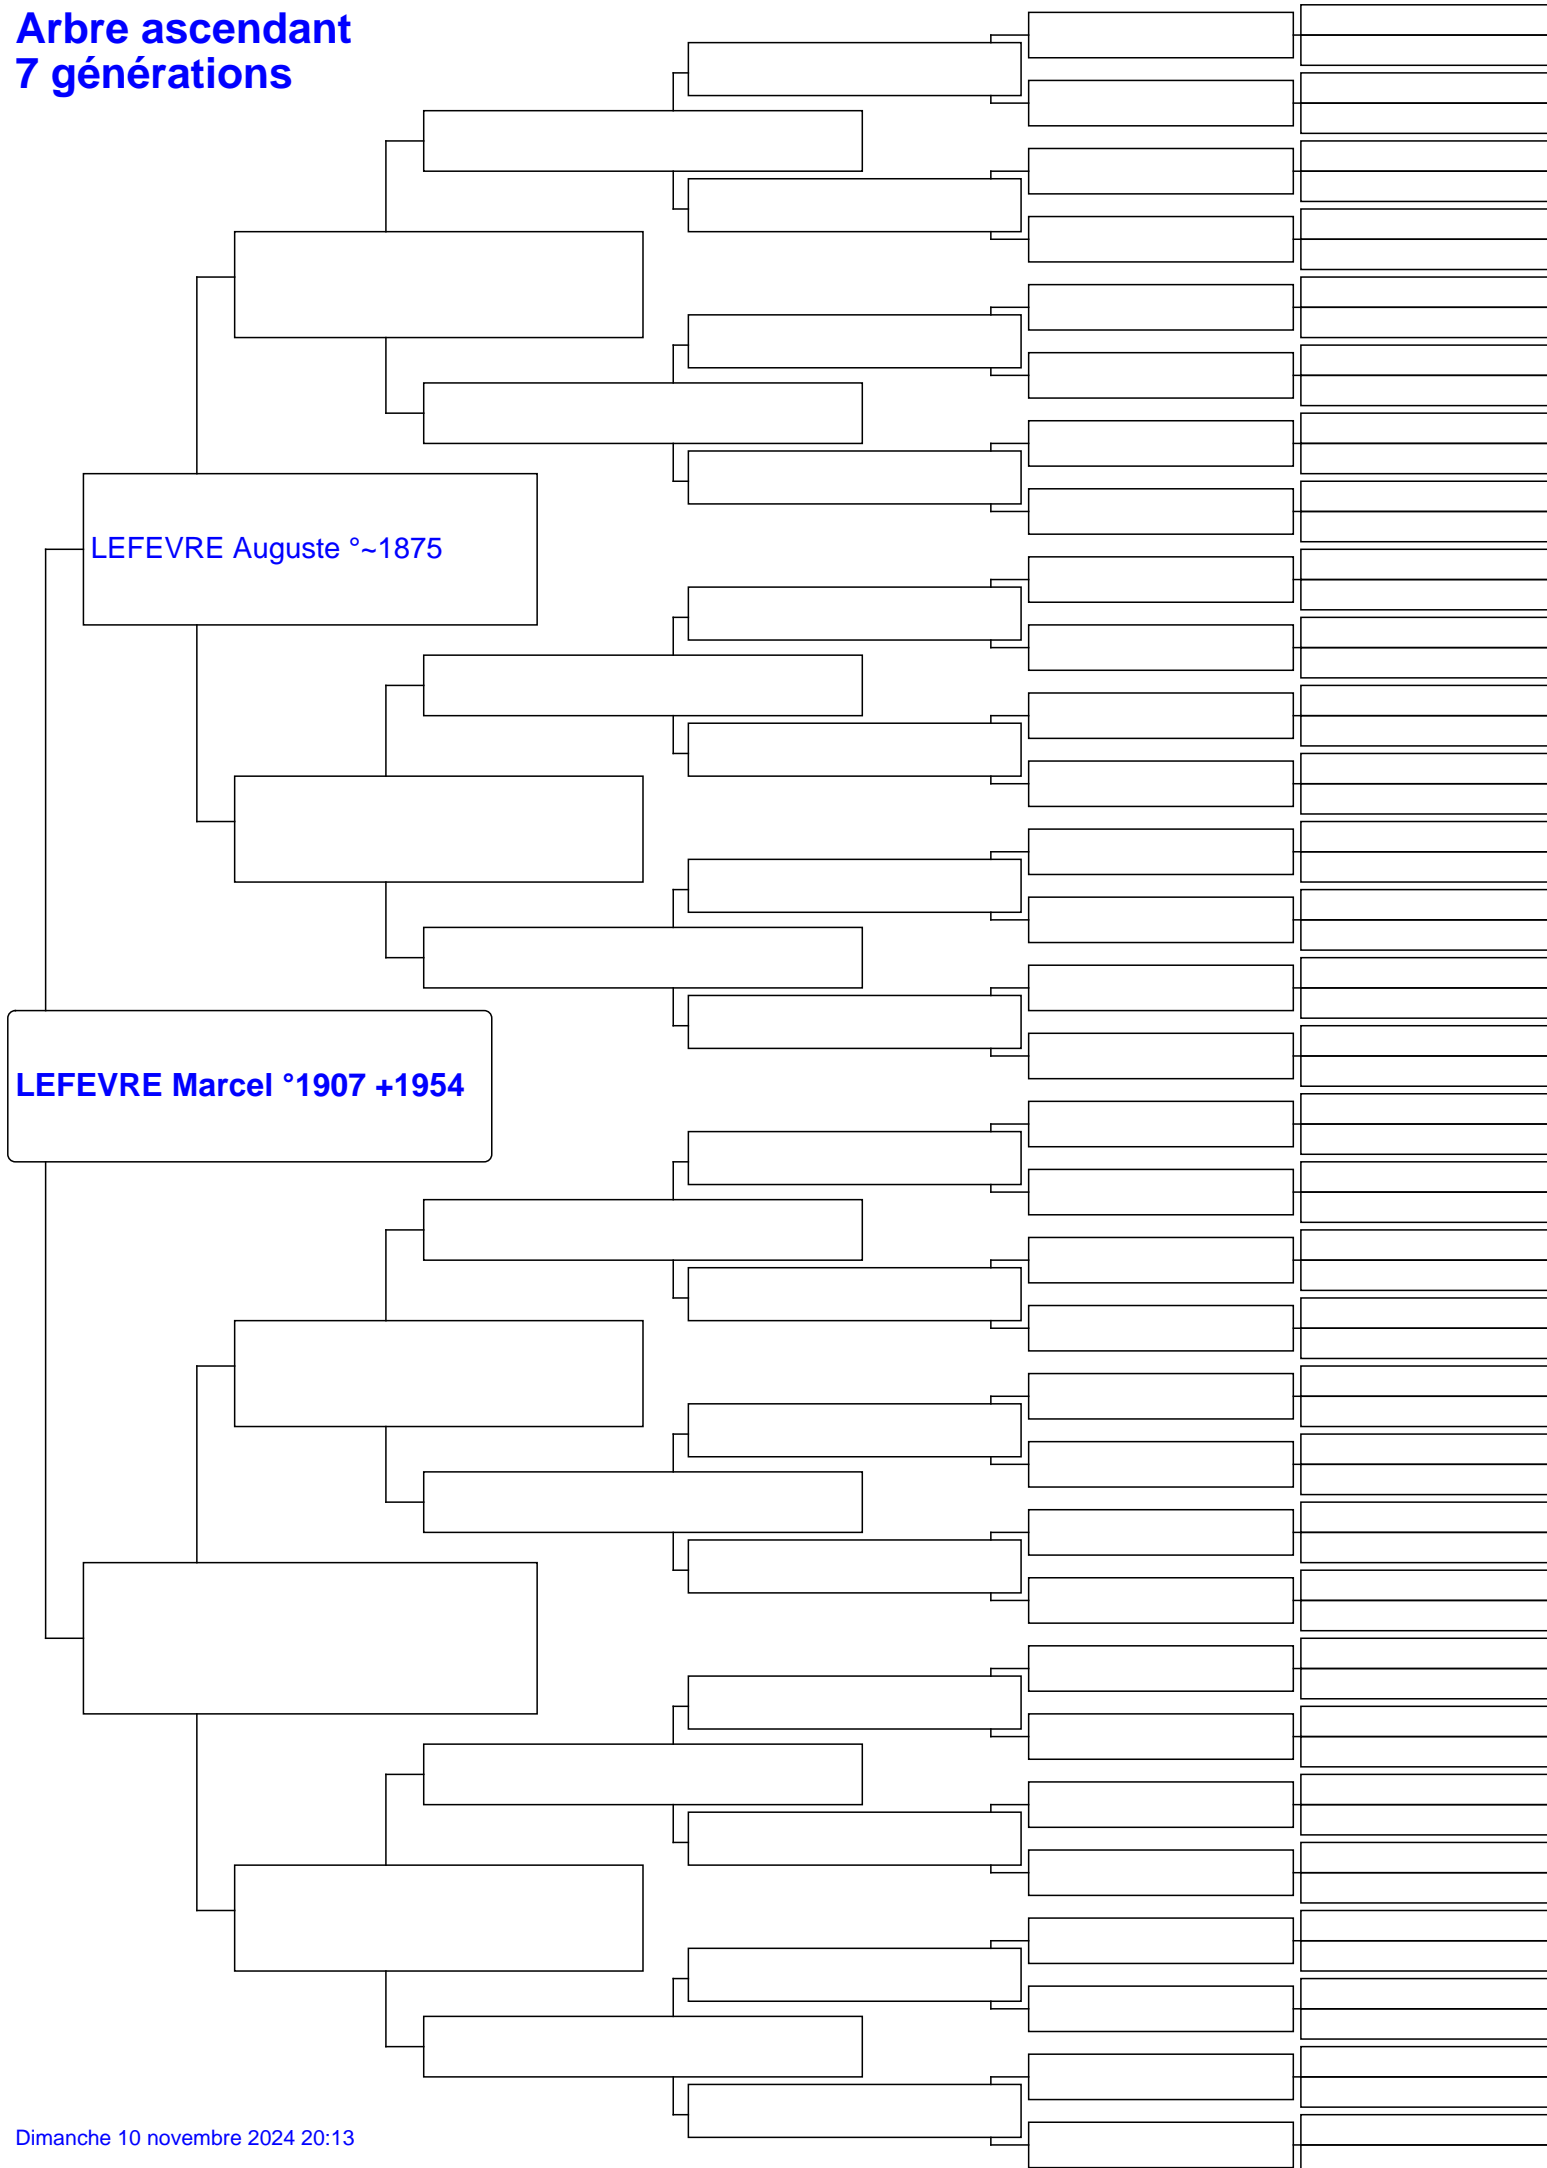 Arbre ascendant
7 générations
LEFEVRE Auguste °~1875
LEFEVRE Marcel °1907 +1954
Dimanche 10 novembre 2024 20:13